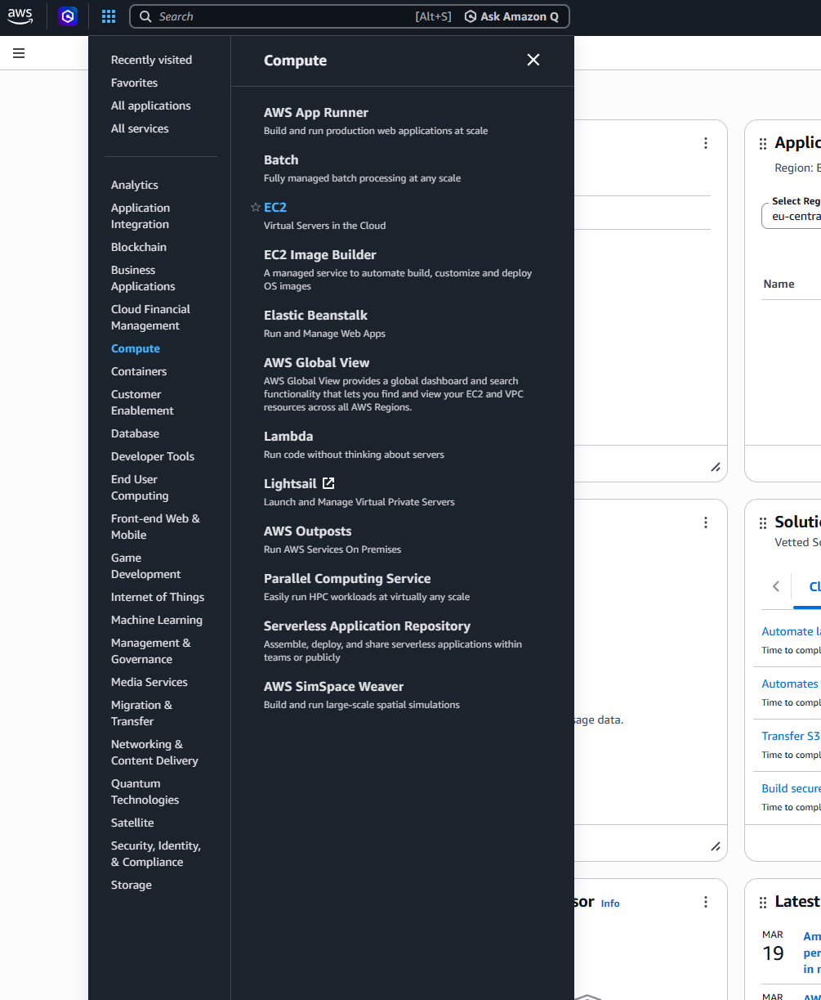 aws
Search
[Alt+S]
Ask Amazon Q
Recently visited
Favorites
All applications
All services
Analytics
Application
Integration
Blockchain
Business
Applications
Cloud Financial
Management
Compute
Containers
Customer
Enablement
Database
Developer Tools
End User
Computing
Front-end Web &
Mobile
Game
Development
Internet of Things
Machine Learning
Management &
Governance
Media Services
Migration &
Transfer
Networking &
Content Delivery
Quantum
Technologies
Satellite
Security, Identity,
& Compliance
Storage
Compute
AWS App Runner
Build and run production web applications at scale
Batch
Fully managed batch processing at any scale
EC2
Virtual Servers in the Cloud
EC2 Image Builder
A managed service to automate build, customize and deploy
OS images
Elastic Beanstalk
Run and Manage Web Apps
AWS Global View
AWS Global View provides a global dashboard and search
functionality that lets you find and view your EC2 and VPC
resources across all AWS Regions.
Lambda
Run code without thinking about servers
Lightsail
Launch and Manage Virtual Private Servers
AWS Outposts
Run AWS Services On Premises
Parallel Computing Service
Easily run HPC workloads at virtually any scale
Serverless Application Repository
Assemble, deploy, and share serverless applications within
teams or publicly
AWS SimSpace Weaver
Build and run large-scale spatial simulations
sage data.
sor Info
Applic
Region: E
Select Reg
eu-centra
Name
Soluti
Vetted S
Cl
Automate la
Time to compl
Automates
Time to compl
Transfer S3
Time to compl
Build secure
Time to compl
Latest
MAR
19
Am
per
in r
MAR
AW